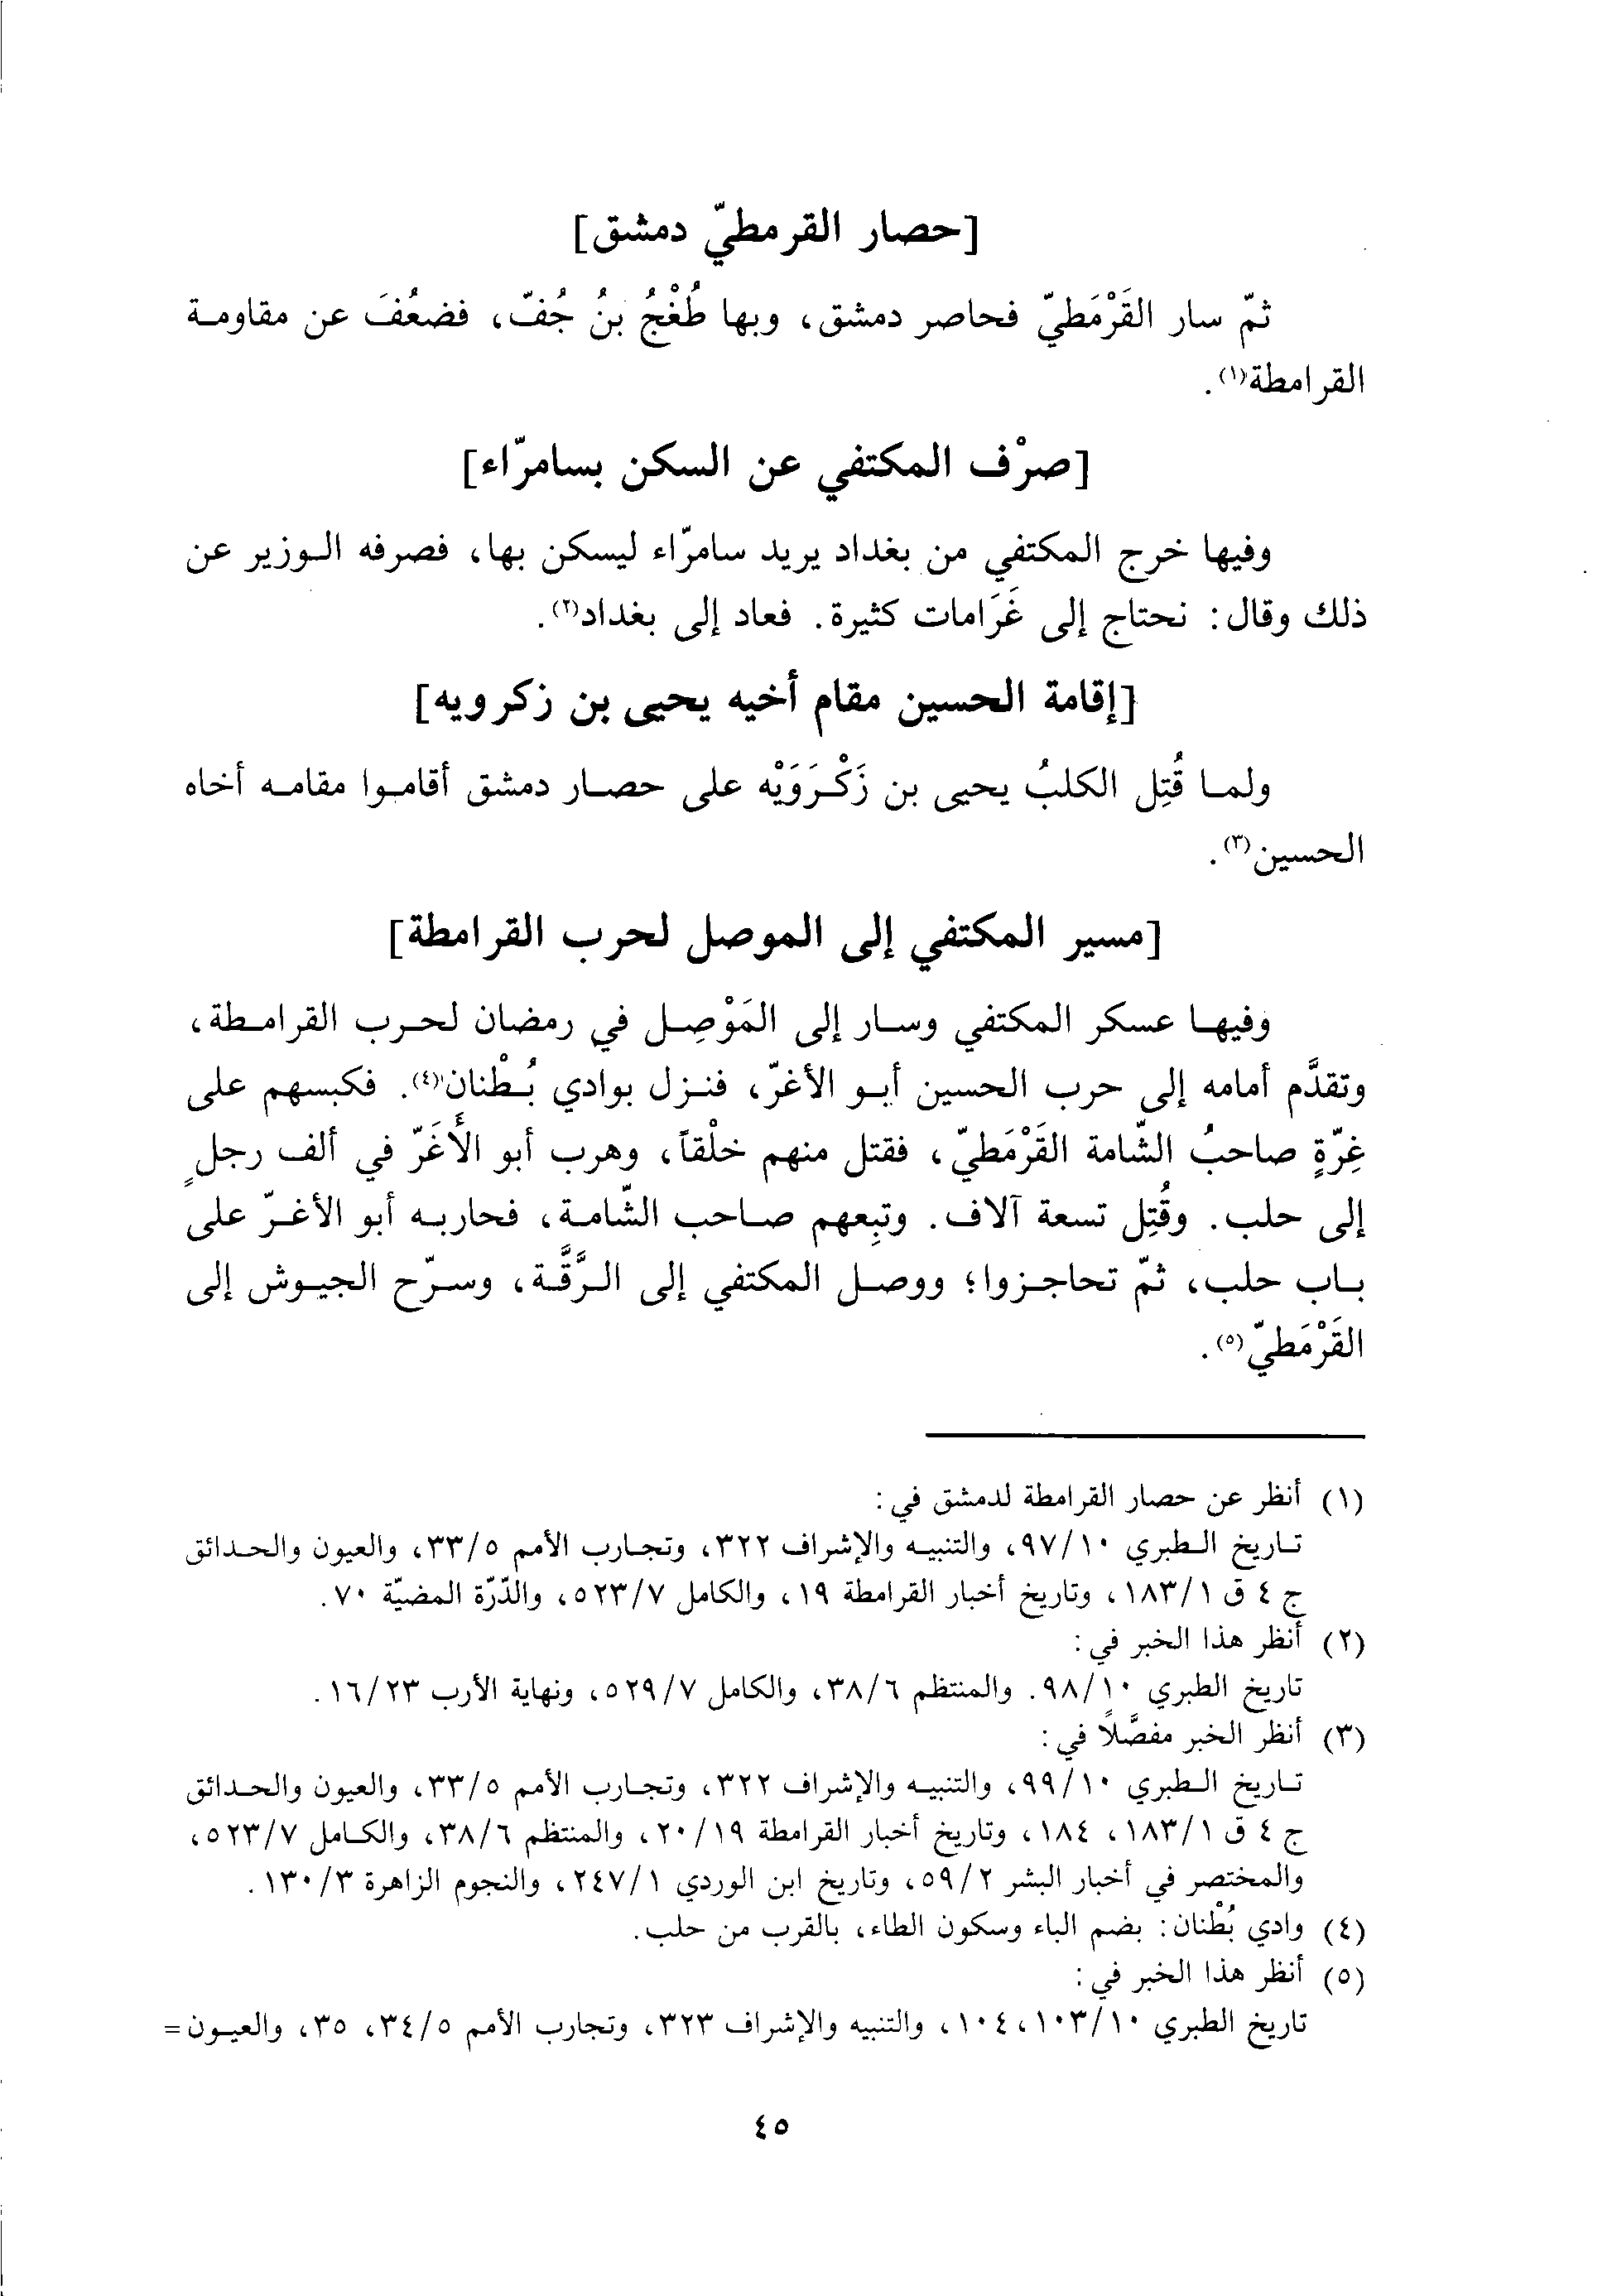 [حصار القرمطيّ دمشق]
ثمّ سار القَرْمَطيّ فحاصر دمشق، وبها طُغْجُ بنُ جُفّ، فضعُفَ عن مقاومة
القرامطة(١).
[صرْف المكتفي عن السكن بسامرّاء]
وفيها خرج المكتفي من بغداد يريد سامرّاء ليسكن بها، فصرفه الوزير عن
ذلك وقال: نحتاج إلى غَرَامات كثيرة. فعاد إلى بغداد(٢).
[إقامة الحسين مقام أخيه يحيى بن زكرويه]
ولما قُتِل الكلبُ يحيى بن زَكْرَوَيْه على حصار دمشق أقاموا مقامه أخاه
الحسين(٣).
[مسير المكتفي إلى الموصل لحرب القرامطة]
وفيها عسكر المكتفي وسار إلى المَوْصِل في رمضان لحرب القرامطة،
وتقدَّم أمامه إلى حرب الحسين أبو الأغرّ، فنزل بوادي بُطْنان(٤). فكبسهم على
غِرّةٍ صاحبُ الشّامة القَرْمَطيّ، فقتل منهم خلْقاً، وهرب أبو الأَغَرّ في ألف رجلٍ
إلى حلب. وقُتِل تسعة آلاف. وتبِعهم صاحب الشّامة، فحاربه أبو الأغرّ على
باب حلب، ثمّ تحاجزوا؛ ووصل المكتفي إلى الرَّقَّة، وسرّح الجيوش إلى
القَرْمَطيّ(٥).
(١) أنظر عن حصار القرامطة لدمشق في:
تاريخ الطبري ٩٧/١٠، والتنبيه والإشراف ٣٢٢، وتجارب الأمم ٣٣/٥، والعيون والحدائق
ج ٤ ق ١٨٣/١، وتاريخ أخبار القرامطة ١٩، والكامل ٥٢٣/٧، والدّرّة المضيّة ٧٠.
(٢) أنظر هذا الخبر في:
تاريخ الطبري ٩٨/١٠. والمنتظم ٣٨/٦، والكامل ٥٢٩/٧، ونهاية الأرب ١٦/٢٣.
(٣) أنظر الخبر مفصَّلاً في:
تاريخ الطبري ٩٩/١٠، والتنبيه والإشراف ٣٢٢، وتجارب الأمم ٣٣/٥، والعيون والحدائق
ج ٤ ق ١٨٣/١، ١٨٤، وتاريخ أخبار القرامطة ٢٠/١٩، والمنتظم ٣٨/٦، والكامل ٥٢٣/٧،
والمختصر في أخبار البشر ٥٩/٢، وتاريخ ابن الوردي ٢٤٧/١، والنجوم الزاهرة ١٣٠/٣.
(٤) وادي بُطْنان: بضم الباء وسكون الطاء، بالقرب من حلب.
(٥) أنظر هذا الخبر في:
تاريخ الطبري ١٠٣/١٠، ١٠٤، والتنبيه والإشراف ٣٢٣، وتجارب الأمم ٣٤/٥، ٣٥، والعيون=
٤٥